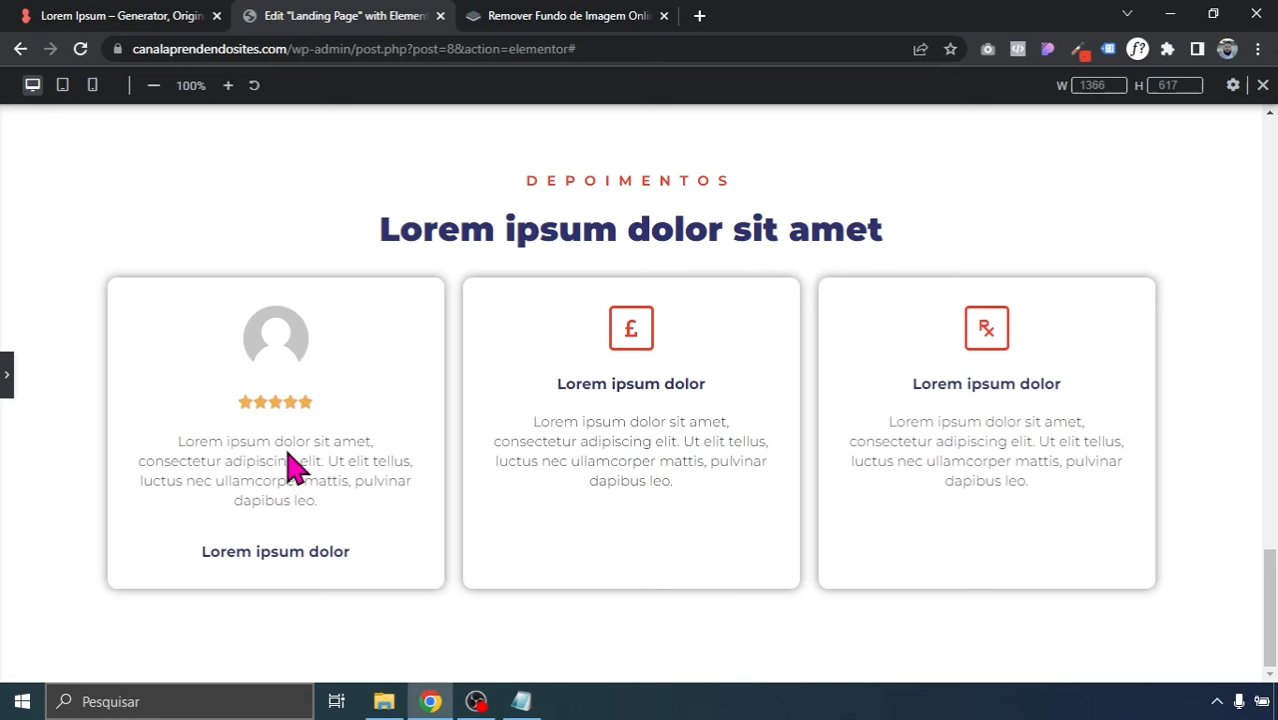 Lorem Ipsum – Generator, Origin
Edit "Landing Page" with Element
Remover Fundo de Imagem Onli
canalaprendendosites.com/wp-admin/post.php?post=8&action=elementor#
f?
100%
W 1366 H 617
DEPOIMENTOS
Lorem ipsum dolor sit amet
Lorem ipsum dolor sit amet,
consectetur adipiscing elit. Ut elit tellus,
luctus nec ullamcorper mattis, pulvinar
dapibus leo.
Lorem ipsum dolor
£
Lorem ipsum dolor
Lorem ipsum dolor sit amet,
consectetur adipiscing elit. Ut elit tellus,
luctus nec ullamcorper mattis, pulvinar
dapibus leo.
Rx
Lorem ipsum dolor
Lorem ipsum dolor sit amet,
consectetur adipiscing elit. Ut elit tellus,
luctus nec ullamcorper mattis, pulvinar
dapibus leo.
Pesquisar